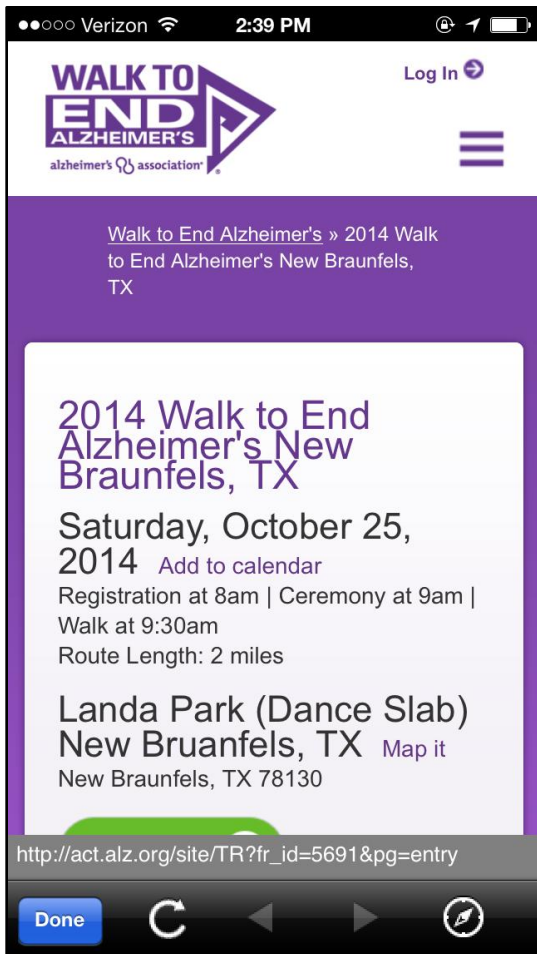 Verizon 2:39 PM
WALK TO
END
ALZHEIMER'S
alzheimer's association®
Log In
Walk to End Alzheimer's » 2014 Walk
to End Alzheimer's New Braunfels,
TX
2014 Walk to End
Alzheimer's New
Braunfels, TX
Saturday, October 25,
2014 Add to calendar
Registration at 8am | Ceremony at 9am |
Walk at 9:30am
Route Length: 2 miles
Landa Park (Dance Slab)
New Bruanfels, TX Map it
New Braunfels, TX 78130
http://act.alz.org/site/TR?fr_id=5691&pg=entry
Done